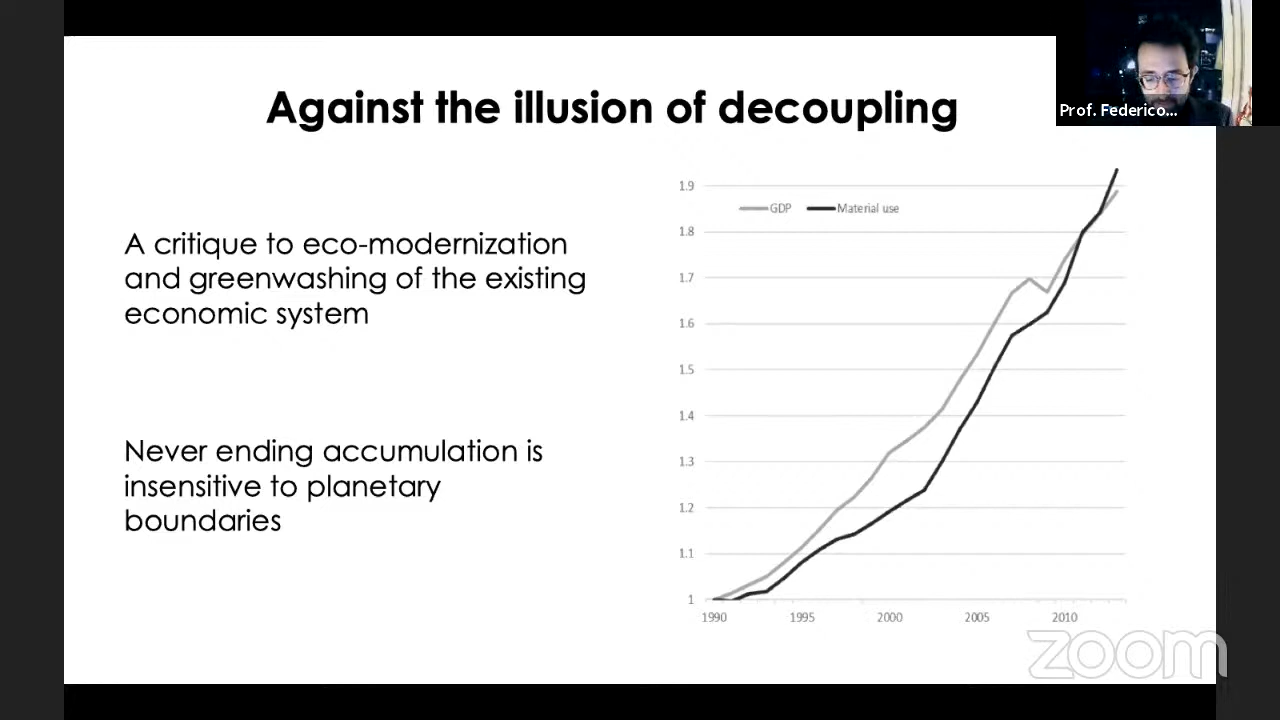 Against the illusion of decoupling
Prof. Federico...
A critique to eco-modernization
and greenwashing of the existing
economic system
Never ending accumulation is
insensitive to planetary
boundaries
GDP
Material use
1.9
1.8
1.7
1.6
1.5
1.4
1.3
1.2
1.1
1
1990
1995
2000
2005
2010
zoom